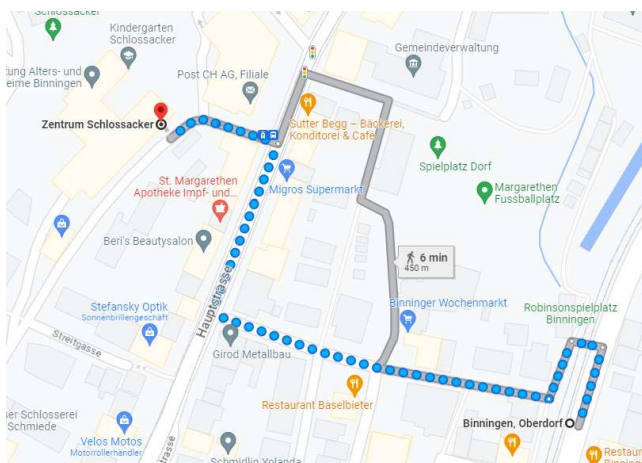 Schlossacker
Kindergarten
Schlossacker
Gemeindeverwaltung
tung Alters- und
eime Binningen
Post CH AG, Filiale
Zentrum Schlossacker
Sutter Begg – Bäckerei,
Konditorei & Café
Spielplatz Dorf
St. Margarethen
Apotheke Impf- und...
Migros Supermarkt
Margarethen
Fussballplatz
Beri's Beautysalon
6 min
450 m
Hauptstrasse
Stefansky Optik
Sonnenbrillengeschäft
Binninger Wochenmarkt
Robinsonspielplatz
Binningen
Streitgasse
Girod Metallbau
Restaurant Baselbieter
ser Schlosserei
Schmiede
Binningen, Oberdorf
Velos Motos
Motorrollerhändler
strasse
Schmidlin Yolanda
Restau
Binning